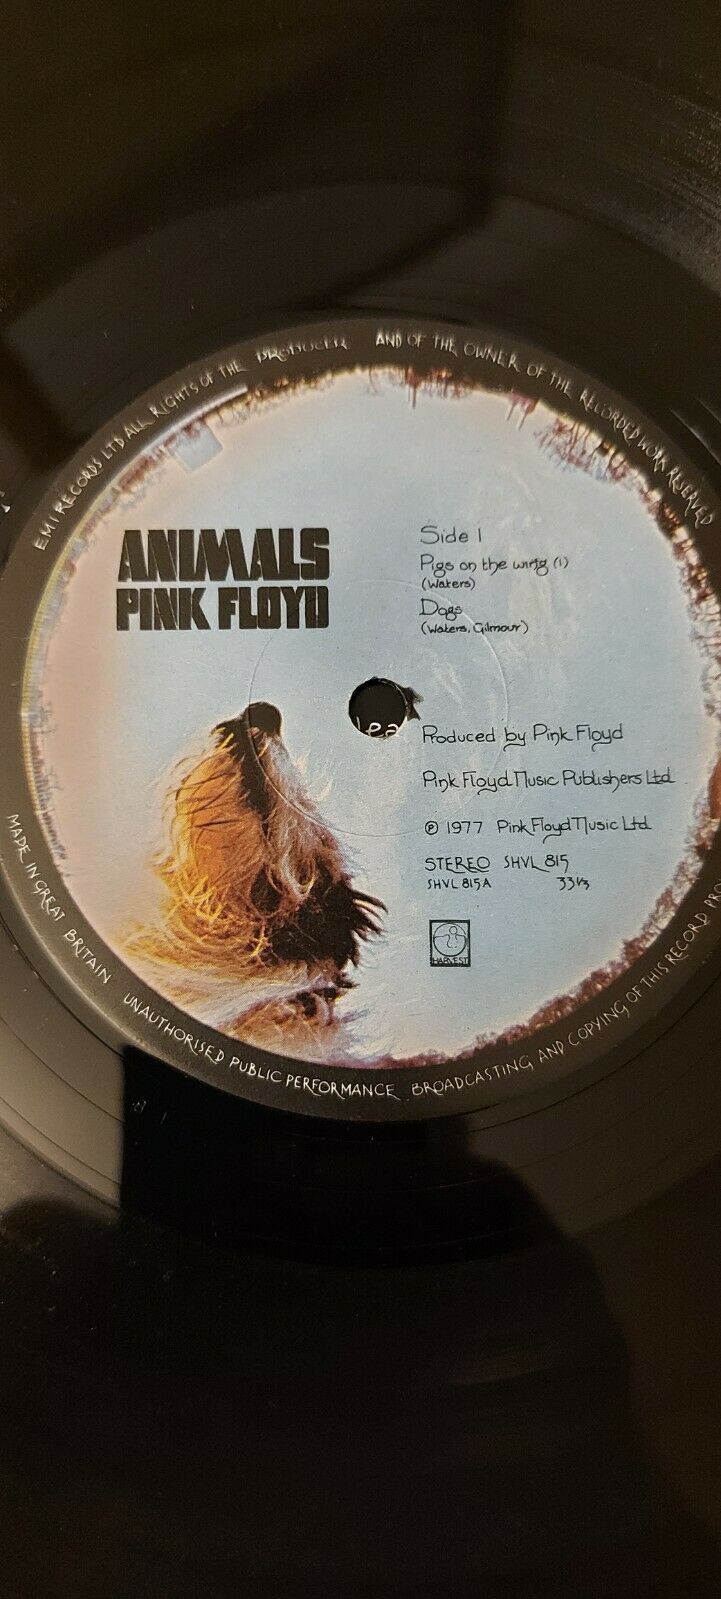 EMI RECORDS LTD ALL RIGHTS OF THE PRODUCER AND OF THE OWNER OF THE RECORDED WORK RESERVED
ANIMALS
PINK FLOYD
Side 1
Pigs on the wing (1)
(Waters)
Dogs
(Waters, Gilmour)
Produced by Pink Floyd
Pink Floyd Music Publishers Ltd.
℗ 1977 Pink Floyd Music Ltd.
STEREO SHVL 815
SHVL 815A 33⅓
HARVEST
MADE IN GREAT BRITAIN
UNAUTHORISED PUBLIC PERFORMANCE BROADCASTING AND COPYING OF THIS RECORD